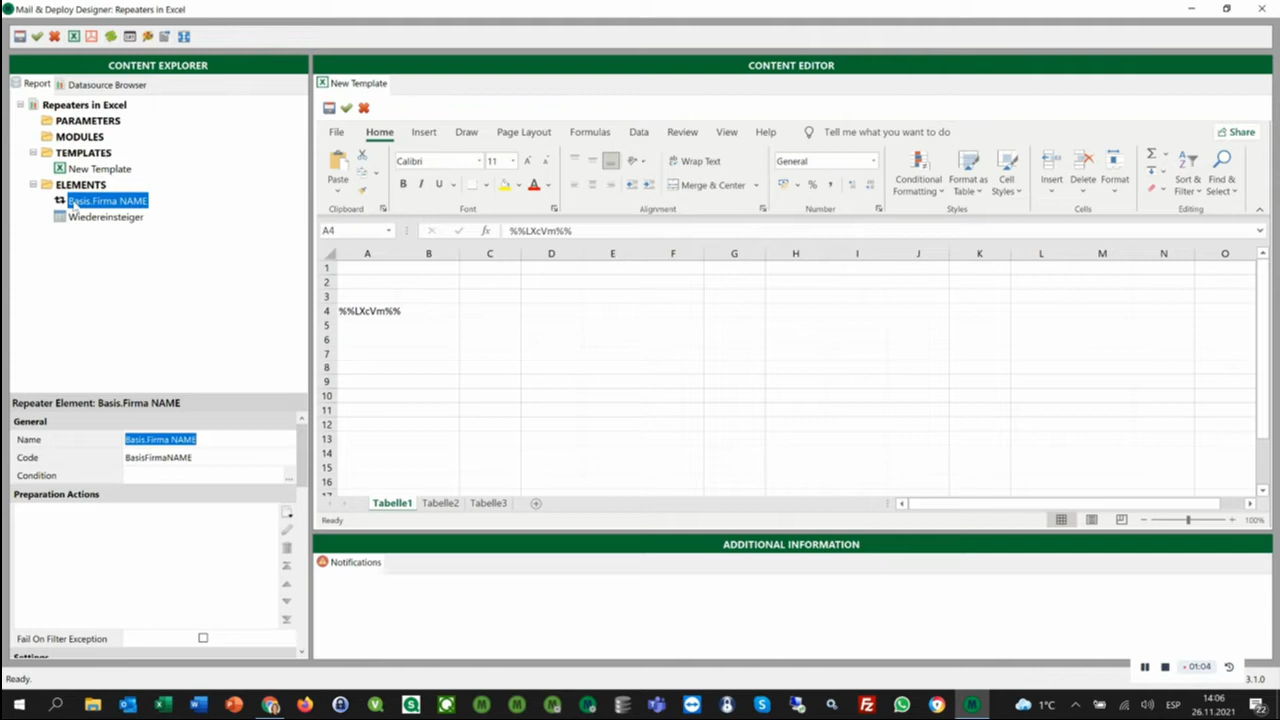 Mail & Deploy Designer: Repeaters in Excel
CONTENT EXPLORER
Report
Datasource Browser
Repeaters in Excel
PARAMETERS
MODULES
TEMPLATES
New Template
ELEMENTS
Basis.Firma NAME
Wiedereinsteiger
Repeater Element: Basis.Firma NAME
General
Name
Basis.Firma NAME
Code
BasisFirmaNAME
Condition
...
Preparation Actions
Fail On Filter Exception
CONTENT EDITOR
New Template
File
Home
Insert
Draw
Page Layout
Formulas
Data
Review
View
Help
Tell me what you want to do
Share
Paste
Calibri
11
B
I
U
A
Wrap Text
Merge & Center
General
%
Conditional
Formatting
Format as
Table
Cell
Styles
Insert
Delete
Format
Sort &
Filter
Find &
Select
Clipboard
Font
Alignment
Number
Styles
Cells
Editing
A4
fx
%%LXcVm%%
A B C D E F G H I J K L M N O
1
2
3
4 %%LXcVm%%
5
6
7
8
9
10
11
12
13
14
15
16
Tabelle1
Tabelle2
Tabelle3
Ready
100%
ADDITIONAL INFORMATION
Notifications
01:04
Ready.
3.1.0
1°C
ESP
14:06
26.11.2021
22